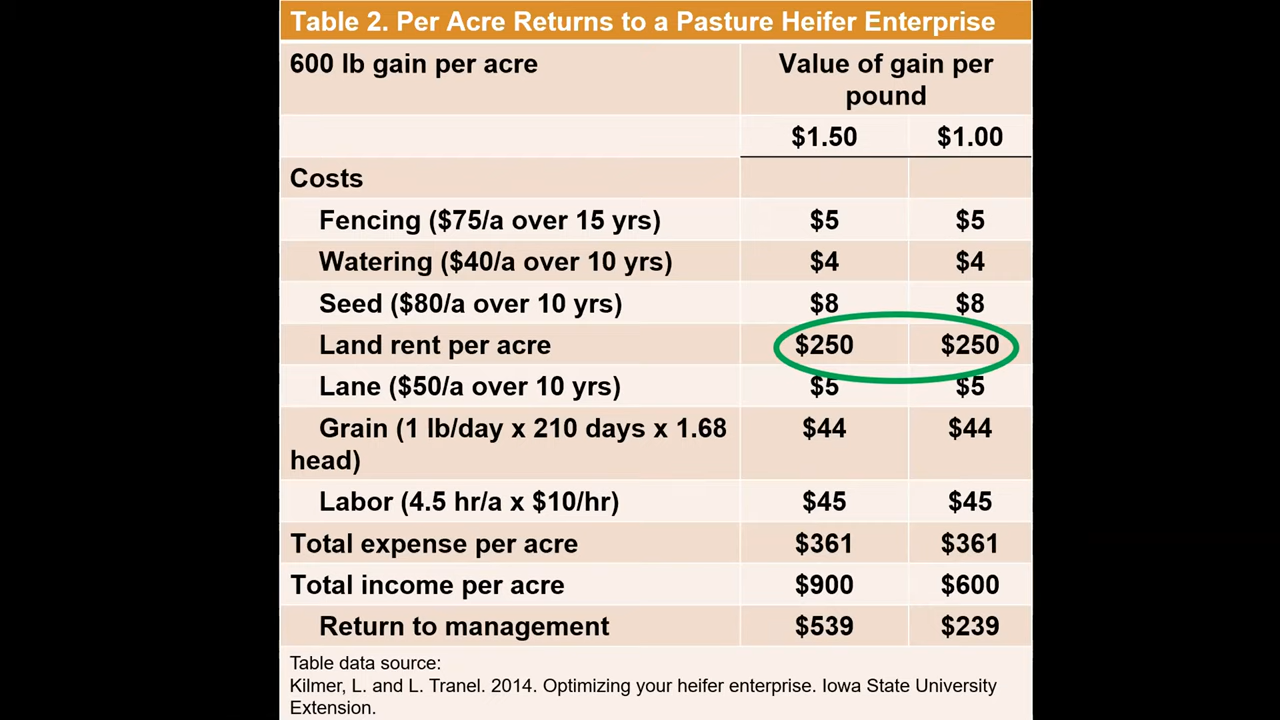 Table 2. Per Acre Returns to a Pasture Heifer Enterprise
600 lb gain per acre Value of gain per
pound
$1.50 $1.00
Costs
Fencing ($75/a over 15 yrs) $5 $5
Watering ($40/a over 10 yrs) $4 $4
Seed ($80/a over 10 yrs) $8 $8
Land rent per acre $250 $250
Lane ($50/a over 10 yrs) $5 $5
Grain (1 lb/day x 210 days x 1.68 $44 $44
head)
Labor (4.5 hr/a x $10/hr) $45 $45
Total expense per acre $361 $361
Total income per acre $900 $600
Return to management $539 $239
Table data source:
Kilmer, L. and L. Tranel. 2014. Optimizing your heifer enterprise. Iowa State University
Extension.